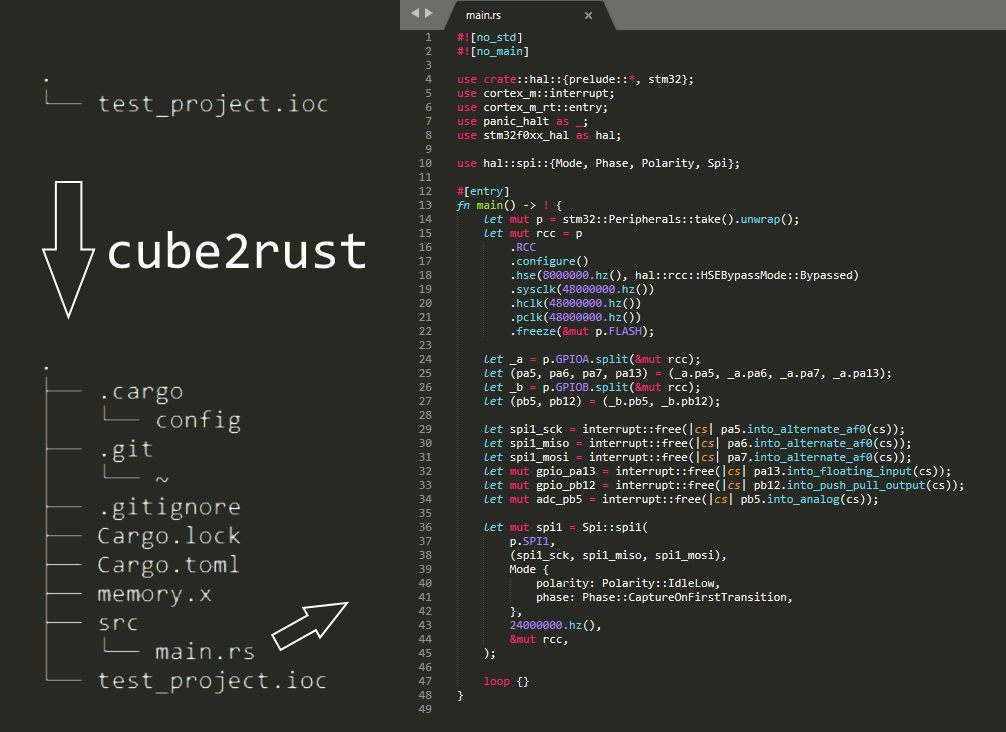 .
test_project.ioc
cube2rust
.
.cargo
config
.git
~
.gitignore
Cargo.lock
Cargo.toml
memory.x
src
main.rs
test_project.ioc
main.rs ×
1 #![no_std]
2 #![no_main]
3
4 use crate::hal::{prelude::*, stm32};
5 use cortex_m::interrupt;
6 use cortex_m_rt::entry;
7 use panic_halt as _;
8 use stm32f0xx_hal as hal;
9
10 use hal::spi::{Mode, Phase, Polarity, Spi};
11
12 #[entry]
13 fn main() -> ! {
14     let mut p = stm32::Peripherals::take().unwrap();
15     let mut rcc = p
16         .RCC
17         .configure()
18         .hse(8000000.hz(), hal::rcc::HSEBypassMode::Bypassed)
19         .sysclk(48000000.hz())
20         .hclk(48000000.hz())
21         .pclk(48000000.hz())
22         .freeze(&mut p.FLASH);
23
24     let _a = p.GPIOA.split(&mut rcc);
25     let (pa5, pa6, pa7, pa13) = (_a.pa5, _a.pa6, _a.pa7, _a.pa13);
26     let _b = p.GPIOB.split(&mut rcc);
27     let (pb5, pb12) = (_b.pb5, _b.pb12);
28
29     let spi1_sck = interrupt::free(|cs| pa5.into_alternate_af0(cs));
30     let spi1_miso = interrupt::free(|cs| pa6.into_alternate_af0(cs));
31     let spi1_mosi = interrupt::free(|cs| pa7.into_alternate_af0(cs));
32     let mut gpio_pa13 = interrupt::free(|cs| pa13.into_floating_input(cs));
33     let mut gpio_pb12 = interrupt::free(|cs| pb12.into_push_pull_output(cs));
34     let mut adc_pb5 = interrupt::free(|cs| pb5.into_analog(cs));
35
36     let mut spi1 = Spi::spi1(
37         p.SPI1,
38         (spi1_sck, spi1_miso, spi1_mosi),
39         Mode {
40             polarity: Polarity::IdleLow,
41             phase: Phase::CaptureOnFirstTransition,
42         },
43         24000000.hz(),
44         &mut rcc,
45     );
46
47     loop {}
48 }
49